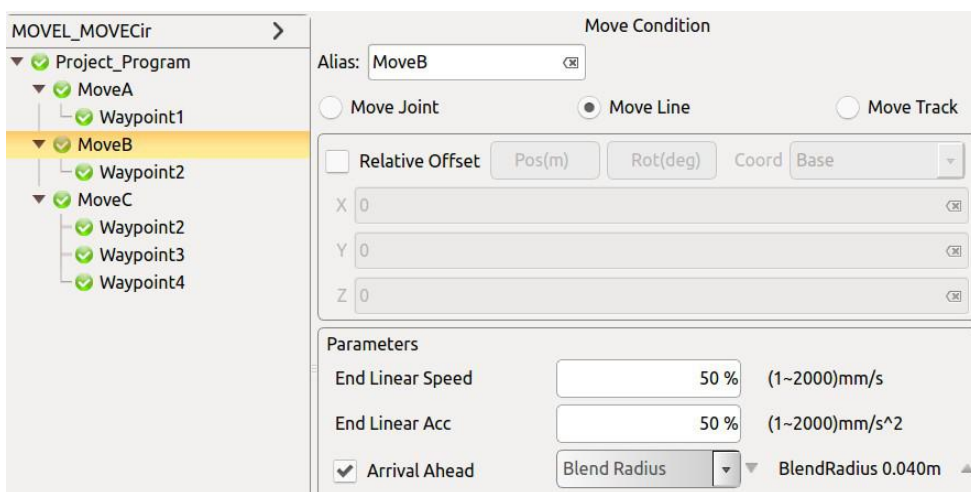 MOVEL_MOVECir
Project_Program
MoveA
Waypoint1
MoveB
Waypoint2
MoveC
Waypoint2
Waypoint3
Waypoint4
Move Condition
Alias: MoveB
Move Joint Move Line Move Track
Relative Offset Pos(m) Rot(deg) Coord Base
X 0
Y 0
Z 0
Parameters
End Linear Speed 50 % (1~2000)mm/s
End Linear Acc 50 % (1~2000)mm/s^2
Arrival Ahead Blend Radius BlendRadius 0.040m